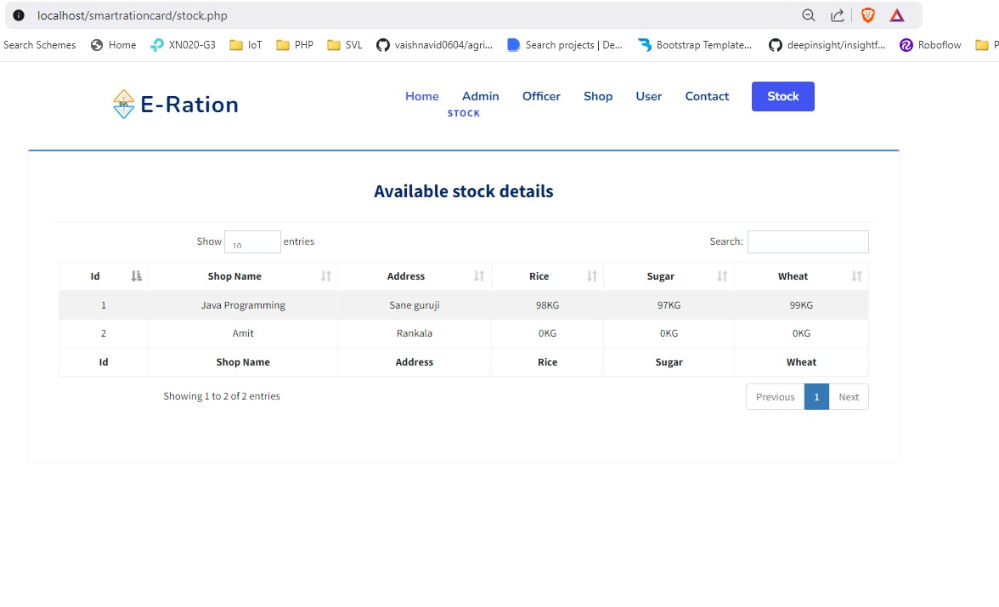 localhost/smartrationcard/stock.php
Search Schemes Home XN020-G3 IoT PHP SVL vaishnavid0604/agri... Search projects | De... Bootstrap Template... deepinsight/insightf... Roboflow P
SVL E-Ration Home Admin Officer Shop User Contact Stock
STOCK
Available stock details
Show 10 entries Search:
Id Shop Name Address Rice Sugar Wheat
1 Java Programming Sane guruji 98KG 97KG 99KG
2 Amit Rankala 0KG 0KG 0KG
Id Shop Name Address Rice Sugar Wheat
Showing 1 to 2 of 2 entries Previous 1 Next